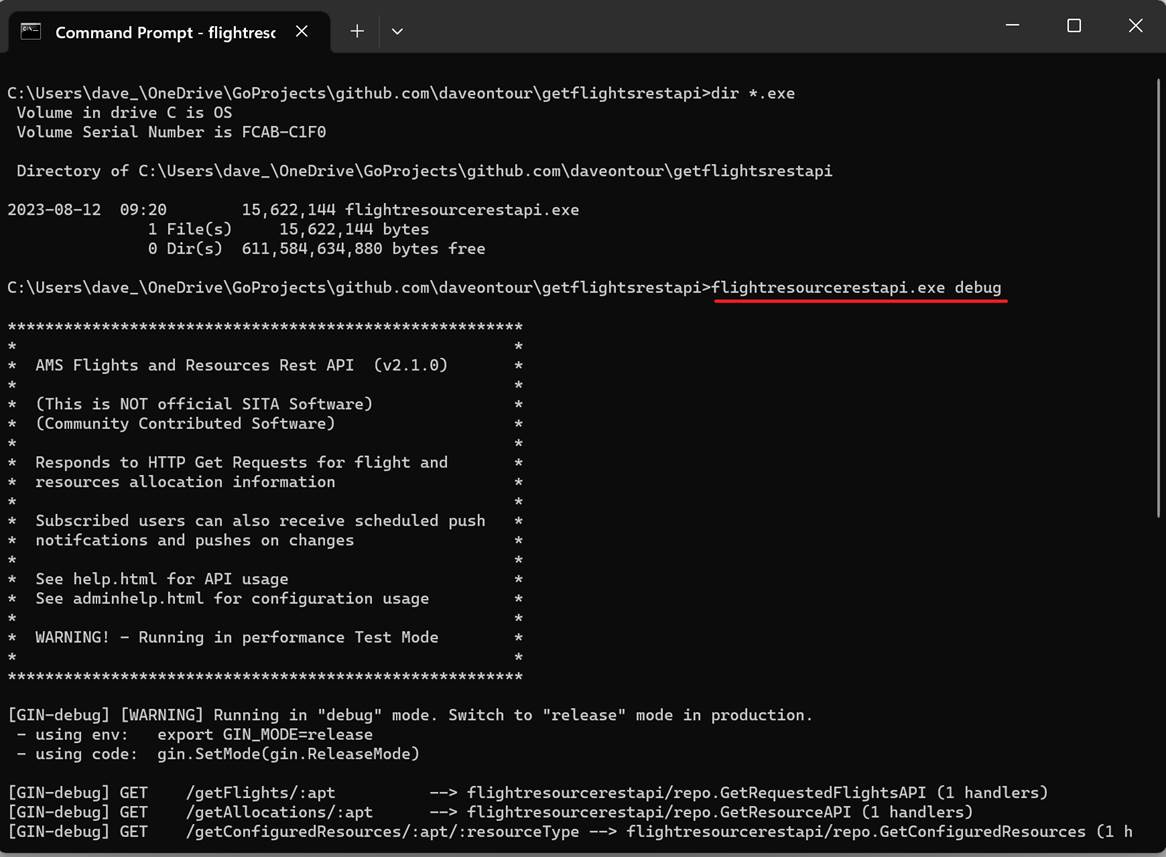 Command Prompt - flightresc
C:\Users\dave_\OneDrive\GoProjects\github.com\daveontour\getflightsrestapi>dir *.exe
 Volume in drive C is OS
 Volume Serial Number is FCAB-C1F0
 Directory of C:\Users\dave_\OneDrive\GoProjects\github.com\daveontour\getflightsrestapi
2023-08-12  09:20        15,622,144 flightresourcerestapi.exe
               1 File(s)     15,622,144 bytes
               0 Dir(s)  611,584,634,880 bytes free
C:\Users\dave_\OneDrive\GoProjects\github.com\daveontour\getflightsrestapi>flightresourcerestapi.exe debug
*******************************************************
*                                                     *
*  AMS Flights and Resources Rest API  (v2.1.0)       *
*                                                     *
*  (This is NOT official SITA Software)               *
*  (Community Contributed Software)                   *
*                                                     *
*  Responds to HTTP Get Requests for flight and       *
*  resources allocation information                   *
*                                                     *
*  Subscribed users can also receive scheduled push   *
*  notifcations and pushes on changes                 *
*                                                     *
*  See help.html for API usage                        *
*  See adminhelp.html for configuration usage         *
*                                                     *
*  WARNING! - Running in performance Test Mode        *
*                                                     *
*******************************************************
[GIN-debug] [WARNING] Running in "debug" mode. Switch to "release" mode in production.
 - using env:   export GIN_MODE=release
 - using code:  gin.SetMode(gin.ReleaseMode)
[GIN-debug] GET    /getFlights/:apt          --> flightresourcerestapi/repo.GetRequestedFlightsAPI (1 handlers)
[GIN-debug] GET    /getAllocations/:apt      --> flightresourcerestapi/repo.GetResourceAPI (1 handlers)
[GIN-debug] GET    /getConfiguredResources/:apt/:resourceType --> flightresourcerestapi/repo.GetConfiguredResources (1 h